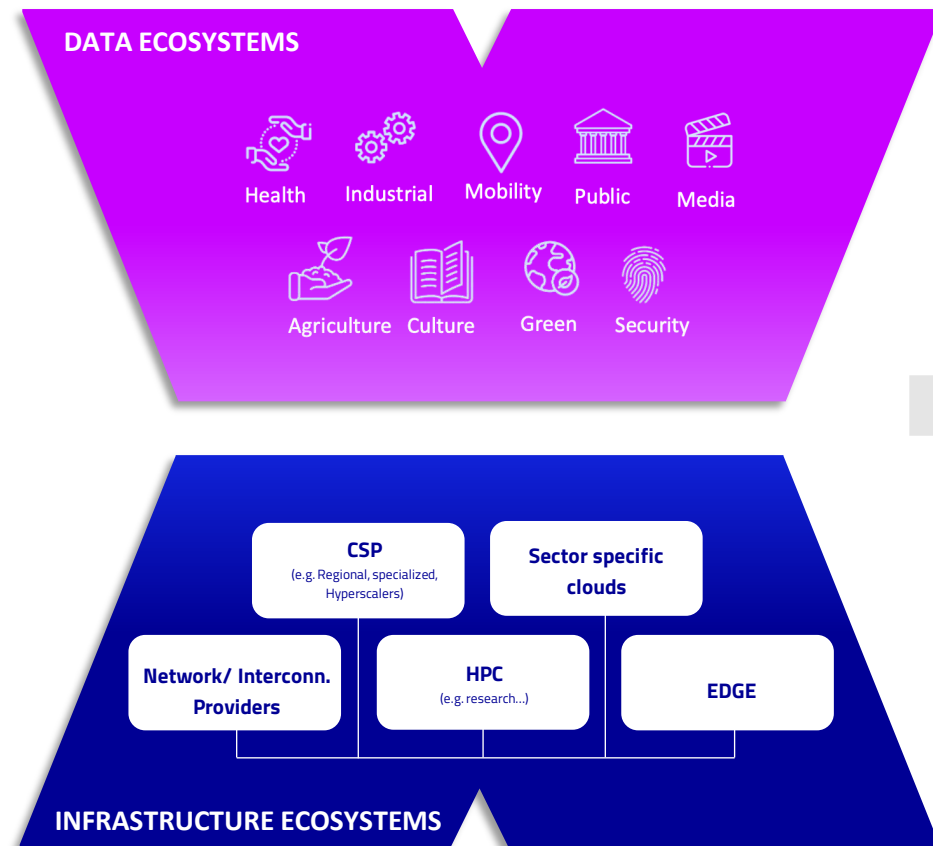 DATA ECOSYSTEMS
Health
Industrial
Mobility
Public
Media
Agriculture
Culture
Green
Security
CSP
(e.g. Regional, specialized,
Hyperscalers)
Sector specific
clouds
Network/ Interconn.
Providers
HPC
(e.g. research...)
EDGE
INFRASTRUCTURE ECOSYSTEMS